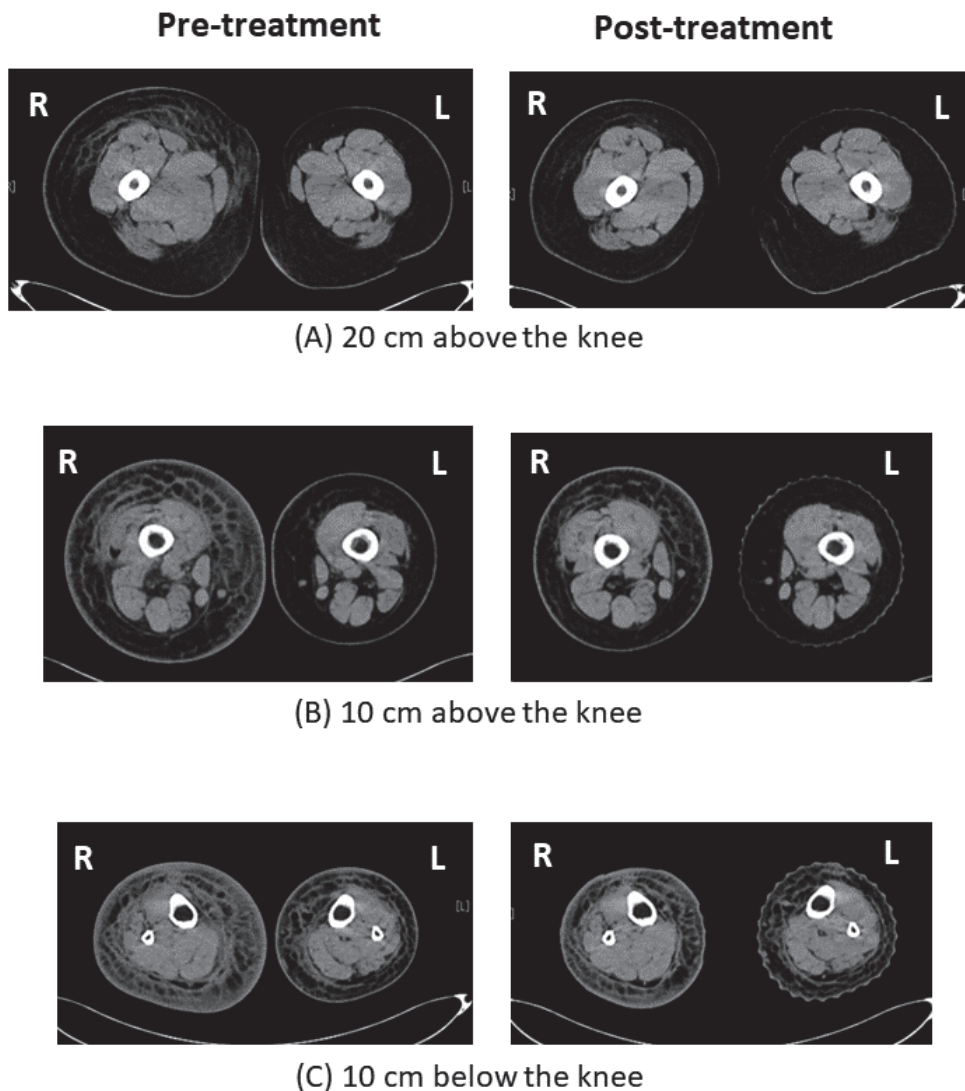 Pre-treatment Post-treatment
R L R L
[L]
(A) 20 cm above the knee
R L R L
(B) 10 cm above the knee
R L R L
[L]
(C) 10 cm below the knee